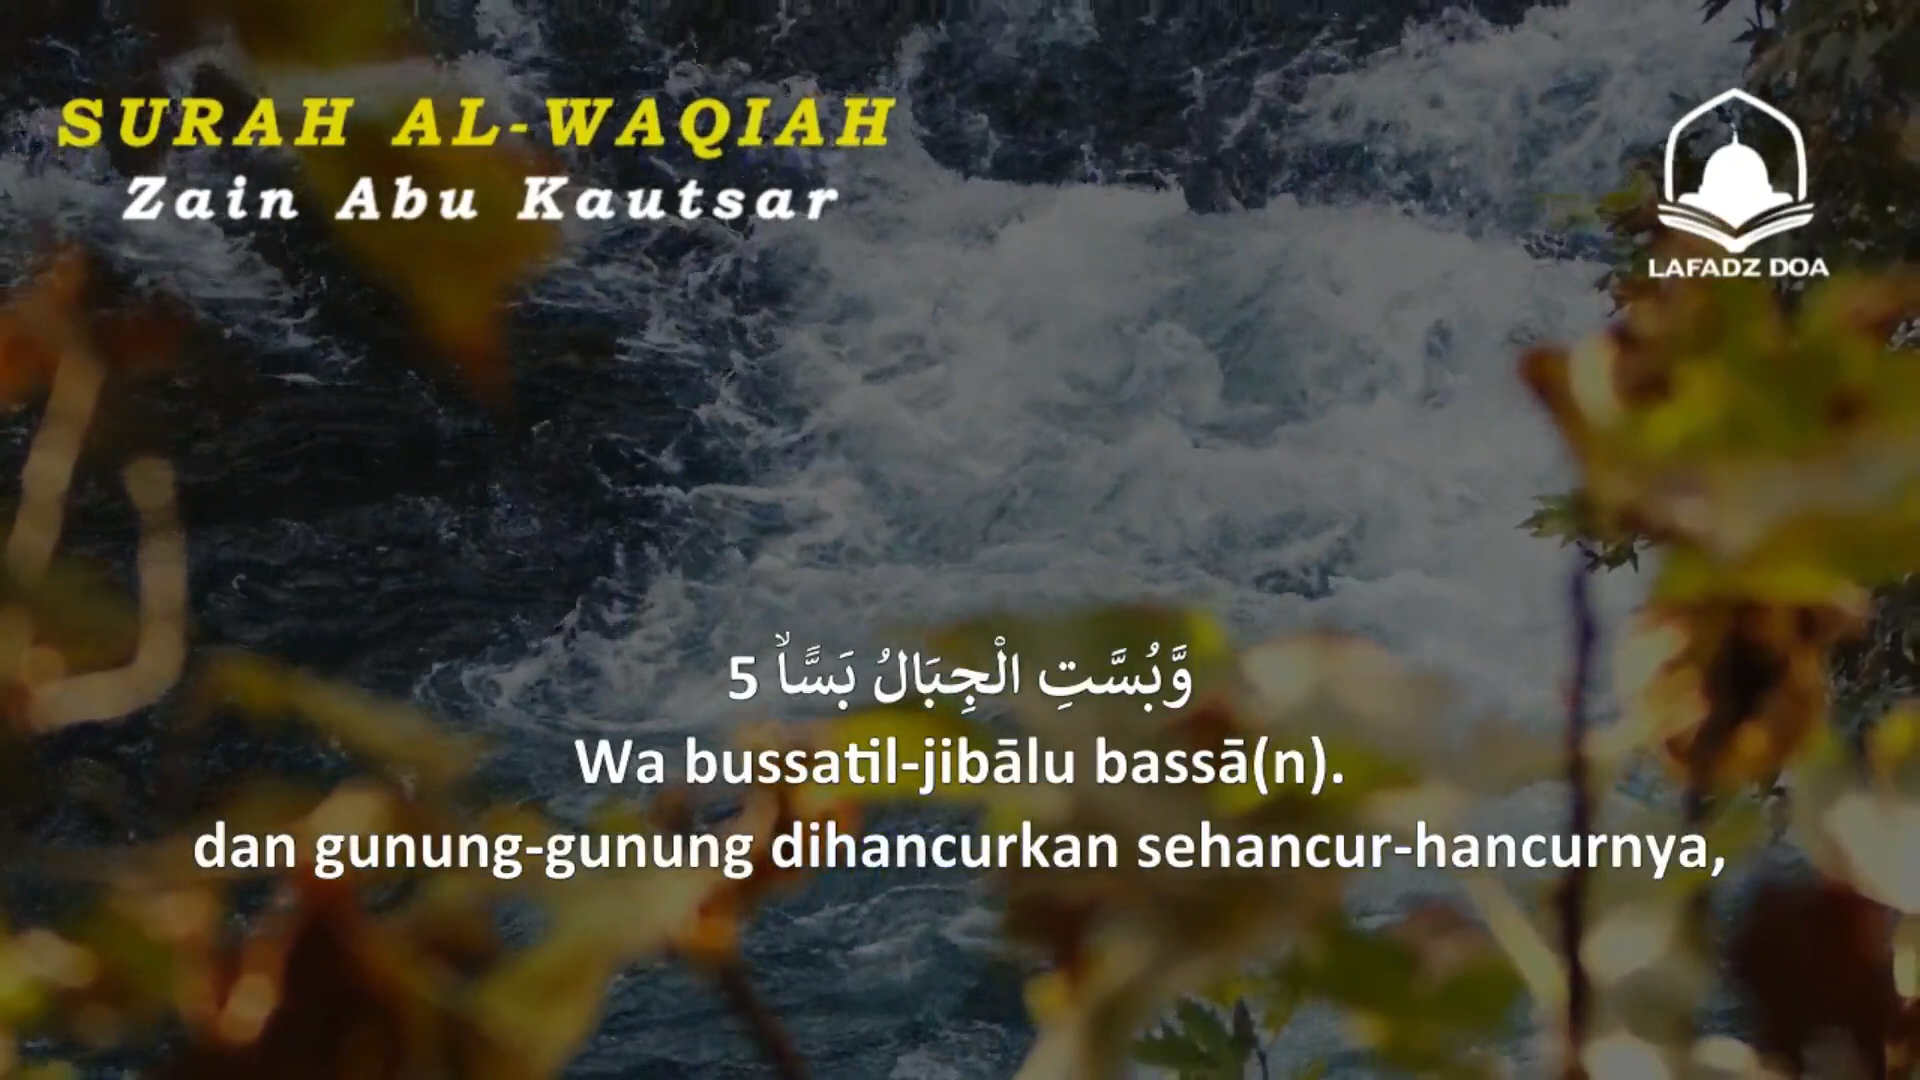 SURAH AL-WAQIAH
Zain Abu Kautsar
LAFADZ DOA
وَّبُسَّتِ الْجِبَالُ بَسًّاۙ 5
Wa bussatil-jibālu bassā(n).
dan gunung-gunung dihancurkan sehancur-hancurnya,